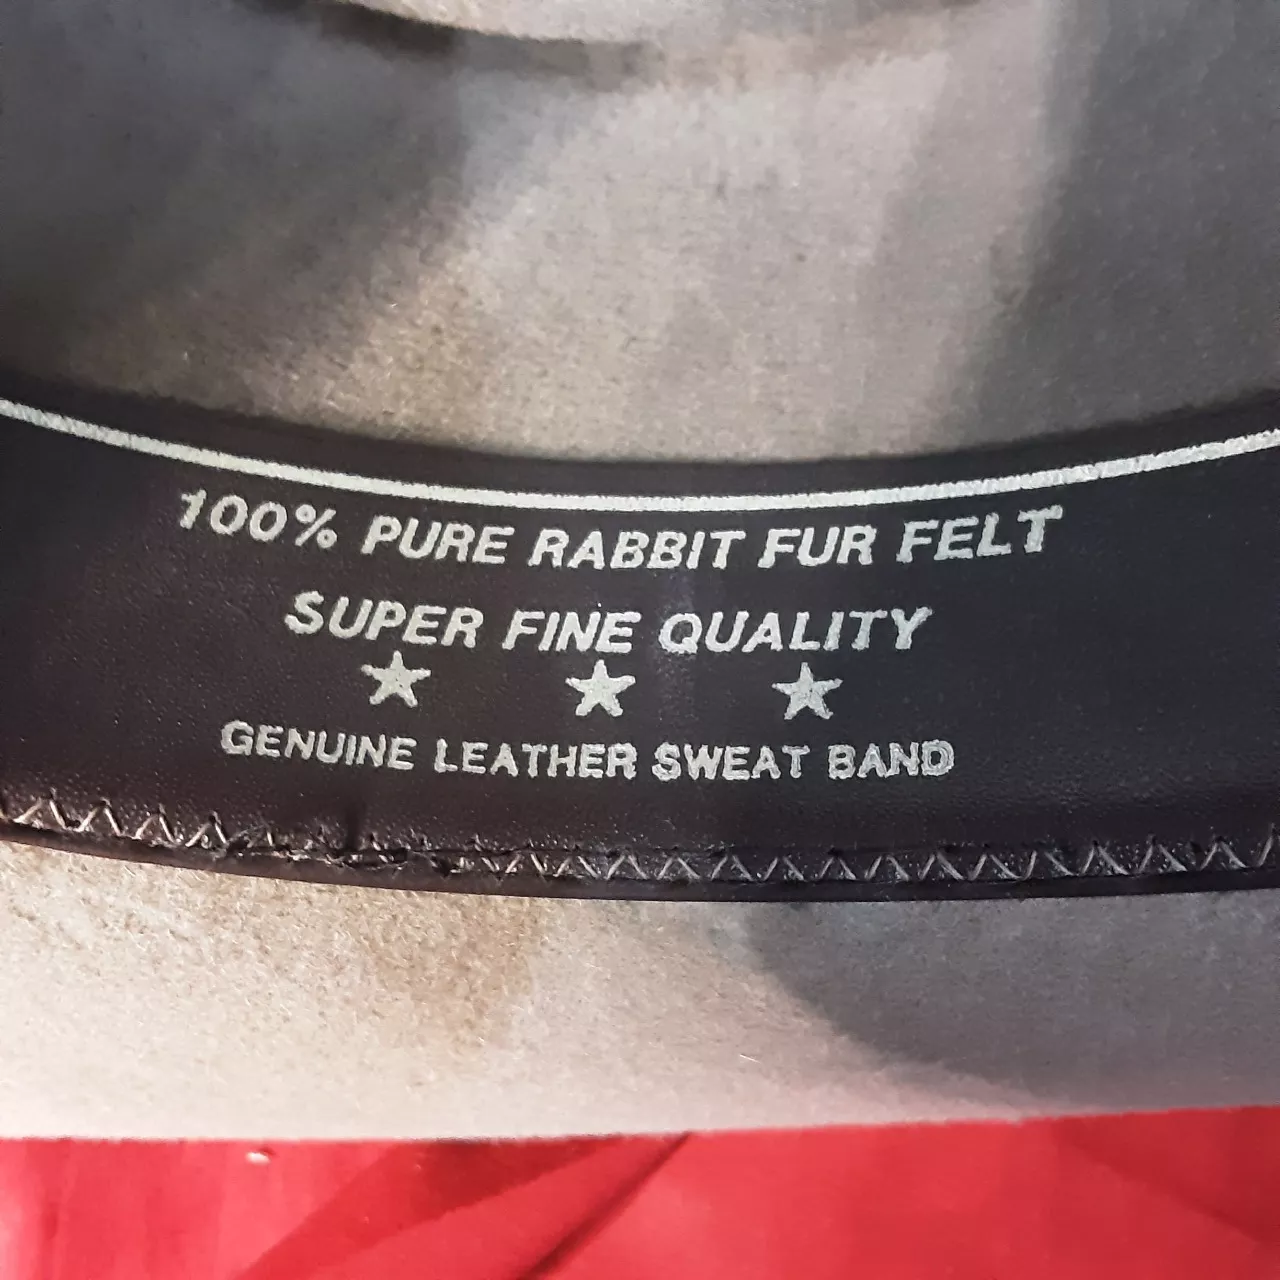 100% PURE RABBIT FUR FELT
SUPER FINE QUALITY
GENUINE LEATHER SWEAT BAND